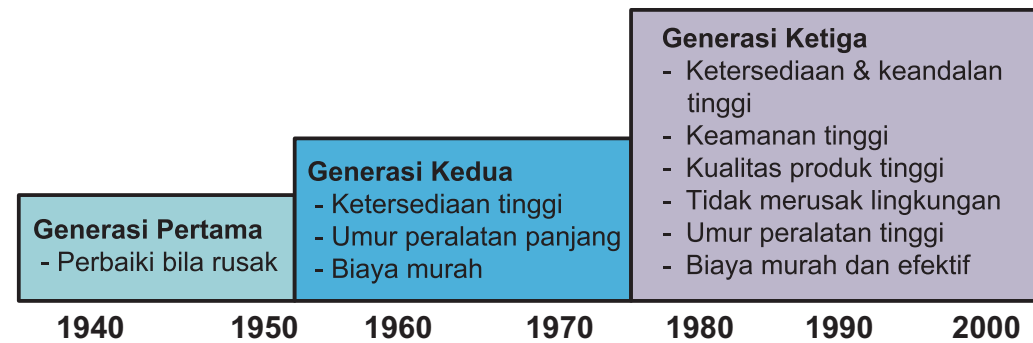 Generasi Pertama
- Perbaiki bila rusak
Generasi Kedua
- Ketersediaan tinggi
- Umur peralatan panjang
- Biaya murah
Generasi Ketiga
- Ketersediaan & keandalan
tinggi
- Keamanan tinggi
- Kualitas produk tinggi
- Tidak merusak lingkungan
- Umur peralatan tinggi
- Biaya murah dan efektif
1940 1950 1960 1970 1980 1990 2000